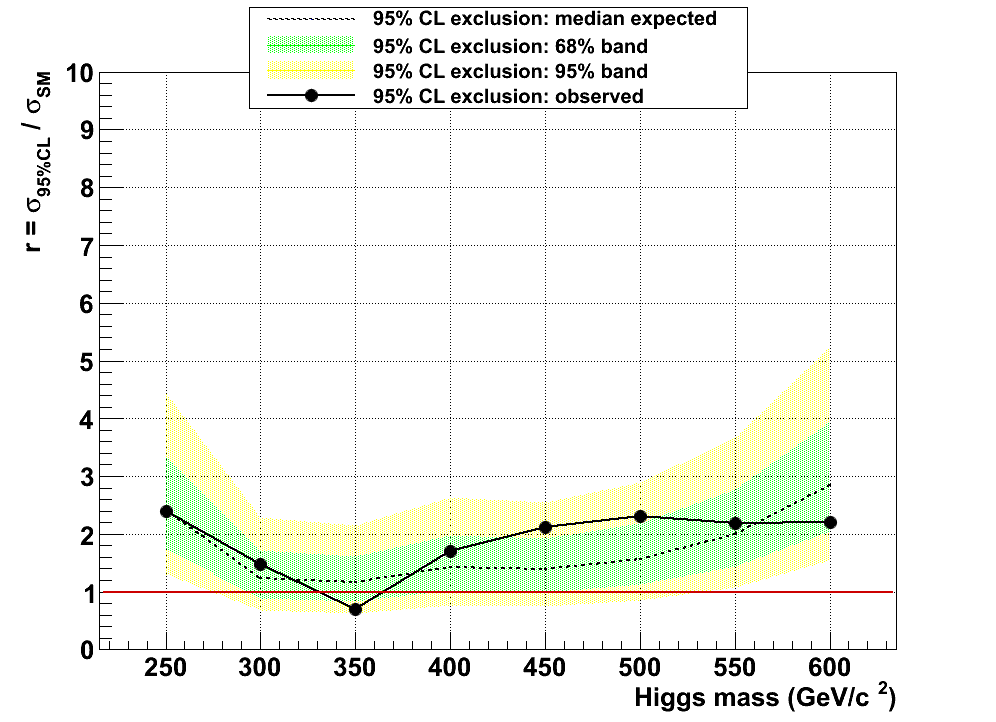 95% CL exclusion: median expected
95% CL exclusion: 68% band
95% CL exclusion: 95% band
95% CL exclusion: observed
r = σ95%CL / σSM
10
9
8
7
6
5
4
3
2
1
0
250 300 350 400 450 500 550 600
Higgs mass (GeV/c 2)